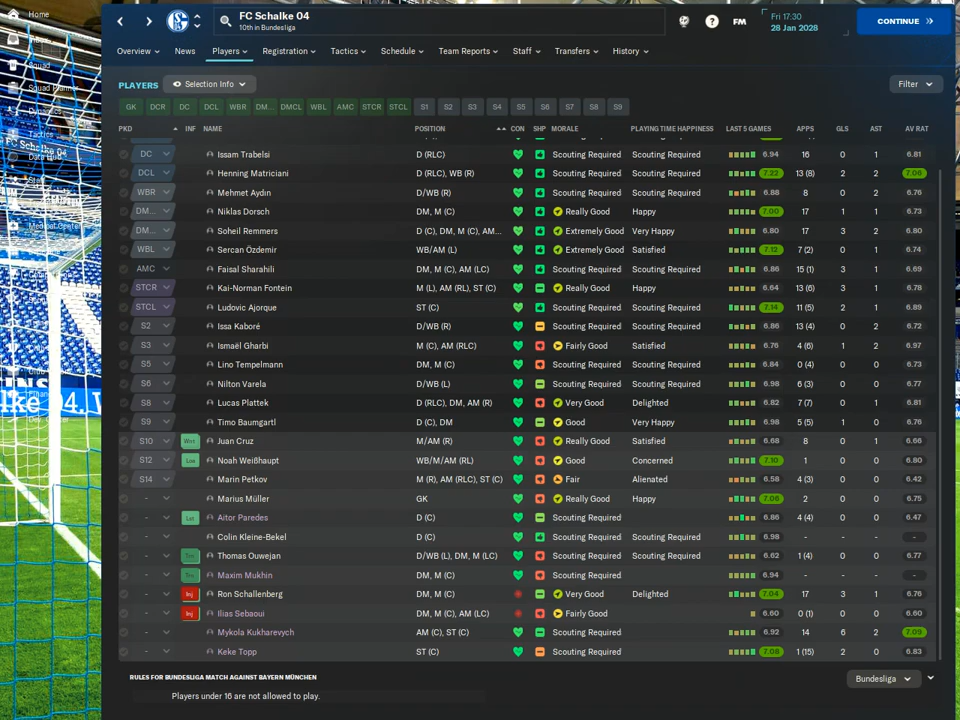 Home
FC Schalke 04
10th in Bundesliga
FM
Fri 17:30
28 Jan 2028
CONTINUE
Overview News Players Registration Tactics Schedule Team Reports Staff Transfers History
Squad
Squad Planner
Dynamics
Tactics
Data Hub
Medical Center
PLAYERS Selection Info Filter
GK DCR DC DCL WBR DM... DMCL WBL AMC STCR STCL S1 S2 S3 S4 S5 S6 S7 S8 S9
PKD INF NAME POSITION CON SHP MORALE PLAYING TIME HAPPINESS LAST 5 GAMES APPS GLS AST AV RAT
DC Issam Trabelsi D (RLC) Scouting Required Scouting Required 6.94 16 0 1 6.81
DCL Henning Matriciani D (RLC), WB (R) Scouting Required Scouting Required 7.22 13 (8) 2 2 7.06
WBR Mehmet Aydın D/WB (R) Scouting Required Scouting Required 6.88 8 0 2 6.76
DM... Niklas Dorsch DM, M (C) Really Good Happy 7.00 17 1 1 6.73
DM... Soheil Remmers D (C), DM, M (C), AM... Extremely Good Very Happy 6.80 17 3 2 6.80
WBL Sercan Özdemir WB/AM (L) Extremely Good Satisfied 7.12 7 (2) 0 1 6.74
AMC Faisal Sharahili DM, M (C), AM (LC) Scouting Required Scouting Required 6.86 15 (1) 3 1 6.69
STCR Kai-Norman Fontein M (L), AM (RL), ST (C) Really Good Happy 6.64 13 (6) 3 1 6.78
STCL Ludovic Ajorque ST (C) Scouting Required Scouting Required 7.14 11 (5) 2 1 6.89
S2 Issa Kaboré D/WB (R) Scouting Required Scouting Required 6.86 13 (4) 0 2 6.72
S3 Ismaël Gharbi M (C), AM (RLC) Fairly Good Satisfied 6.76 4 (6) 1 2 6.97
S5 Lino Tempelmann DM, M (C) Scouting Required Scouting Required 6.84 0 (4) 0 0 6.73
S6 Nilton Varela D/WB (L) Scouting Required Scouting Required 6.98 6 (3) 0 0 6.77
S8 Lucas Plattek D (RLC), DM, AM (R) Very Good Delighted 6.82 7 (7) 0 1 6.81
S9 Timo Baumgartl D (C), DM Good Very Happy 6.98 5 (5) 1 0 6.76
S10 Wnt Juan Cruz M/AM (R) Really Good Satisfied 6.68 8 0 1 6.66
S12 Noah Weißhaupt WB/M/AM (RL) Good Concerned 7.10 1 0 0 6.80
S14 Marin Petkov M (R), AM (RLC), ST (C) Fair Alienated 6.58 4 (3) 0 0 6.42
- Marius Müller GK Really Good Happy 7.06 2 0 0 6.75
- Aitor Paredes D (C) Scouting Required 6.86 4 (4) 0 0 6.47
- Colin Kleine-Bekel D (C) Scouting Required Scouting Required 6.98 - - - -
- Thomas Ouwejan D/WB (L), DM, M (LC) Scouting Required Scouting Required 6.62 1 (4) 0 0 6.77
- Maxim Mukhin DM, M (C) Scouting Required 6.94 - - - -
- Inj Ron Schallenberg DM, M (C) Very Good Delighted 7.04 17 3 1 6.76
- Inj Ilias Sebaoui DM, M (C), AM (LC) Fairly Good 6.60 0 (1) 0 0 6.60
- Mykola Kukharevych AM (C), ST (C) Scouting Required 6.92 14 6 2 7.09
- Keke Topp ST (C) Scouting Required 7.08 1 (15) 2 0 6.83
RULES FOR BUNDESLIGA MATCH AGAINST BAYERN MÜNCHEN Bundesliga
Players under 16 are not allowed to play.